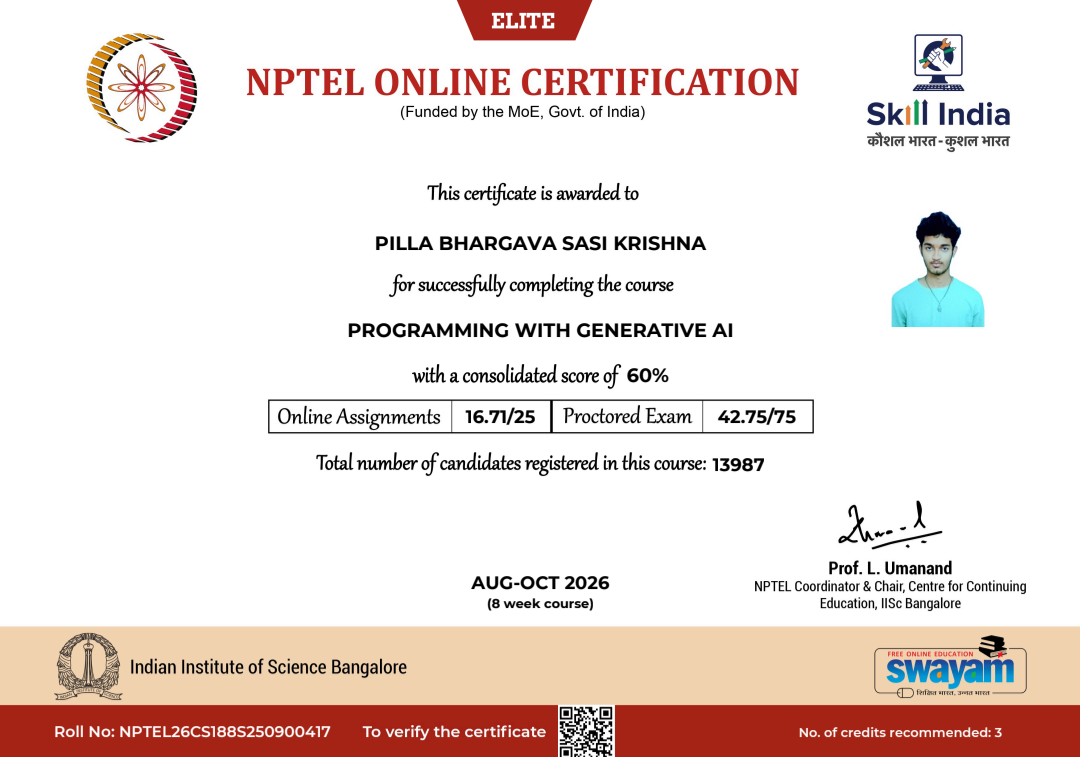 ELITE
NPTEL ONLINE CERTIFICATION
(Funded by the MoE, Govt. of India)
Skill India
कौशल भारत - कुशल भारत
This certificate is awarded to
PILLA BHARGAVA SASI KRISHNA
for successfully completing the course
PROGRAMMING WITH GENERATIVE AI
with a consolidated score of 60%
Online Assignments 16.71/25 Proctored Exam 42.75/75
Total number of candidates registered in this course: 13987
Prof. L. Umanand
NPTEL Coordinator & Chair, Centre for Continuing
Education, IISc Bangalore
AUG-OCT 2026
(8 week course)
Indian Institute of Science Bangalore
FREE ONLINE EDUCATION
swayam
शिक्षित भारत, उन्नत भारत
Roll No: NPTEL26CS188S250900417 To verify the certificate No. of credits recommended: 3